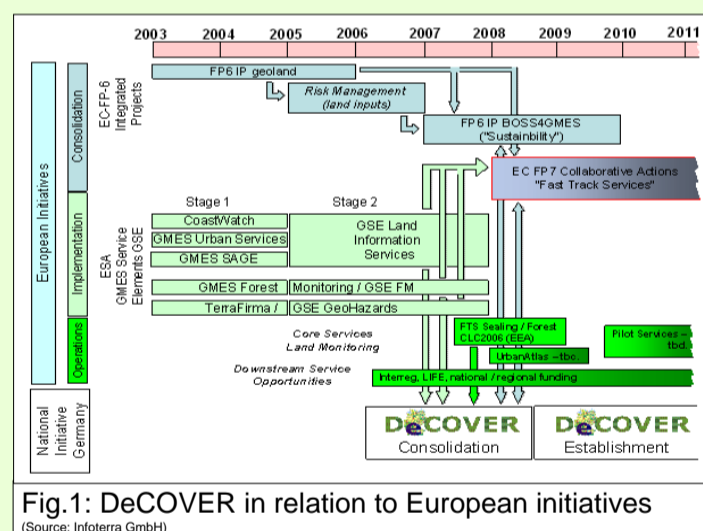 2003 2004 2005 2006 2007 2008 2009 2010 2011
European Initiatives
Consolidation
EC-FP-6
Integrated
Projects
FP6 IP geoland
Risk Management
(land inputs)
FP6 IP BOSS4GMES
("Sustainbility")
EC FP7 Collaborative Actions
"Fast Track Services"
Implementation
ESA
GMES Service
Elements GSE
Stage 1
Stage 2
CoastWatch
GMES Urban Services
GMES SAGE
GSE Land
Information
Services
GMES Forest
Monitoring / GSE FM
TerraFirma /
GSE GeoHazards
Operations
Core Services
Land Monitoring
FTS Sealing / Forest
CLC2006 (EEA)
UrbanAtlas –tbc.
Pilot Services –
tbd.
Downstream Service
Opportunities
Interreg, LIFE, national / regional funding
National
Initiative
Germany
DeCOVER
Consolidation
DeCOVER
Establishment
Fig.1: DeCOVER in relation to European initiatives
(Source: Infoterra GmbH)